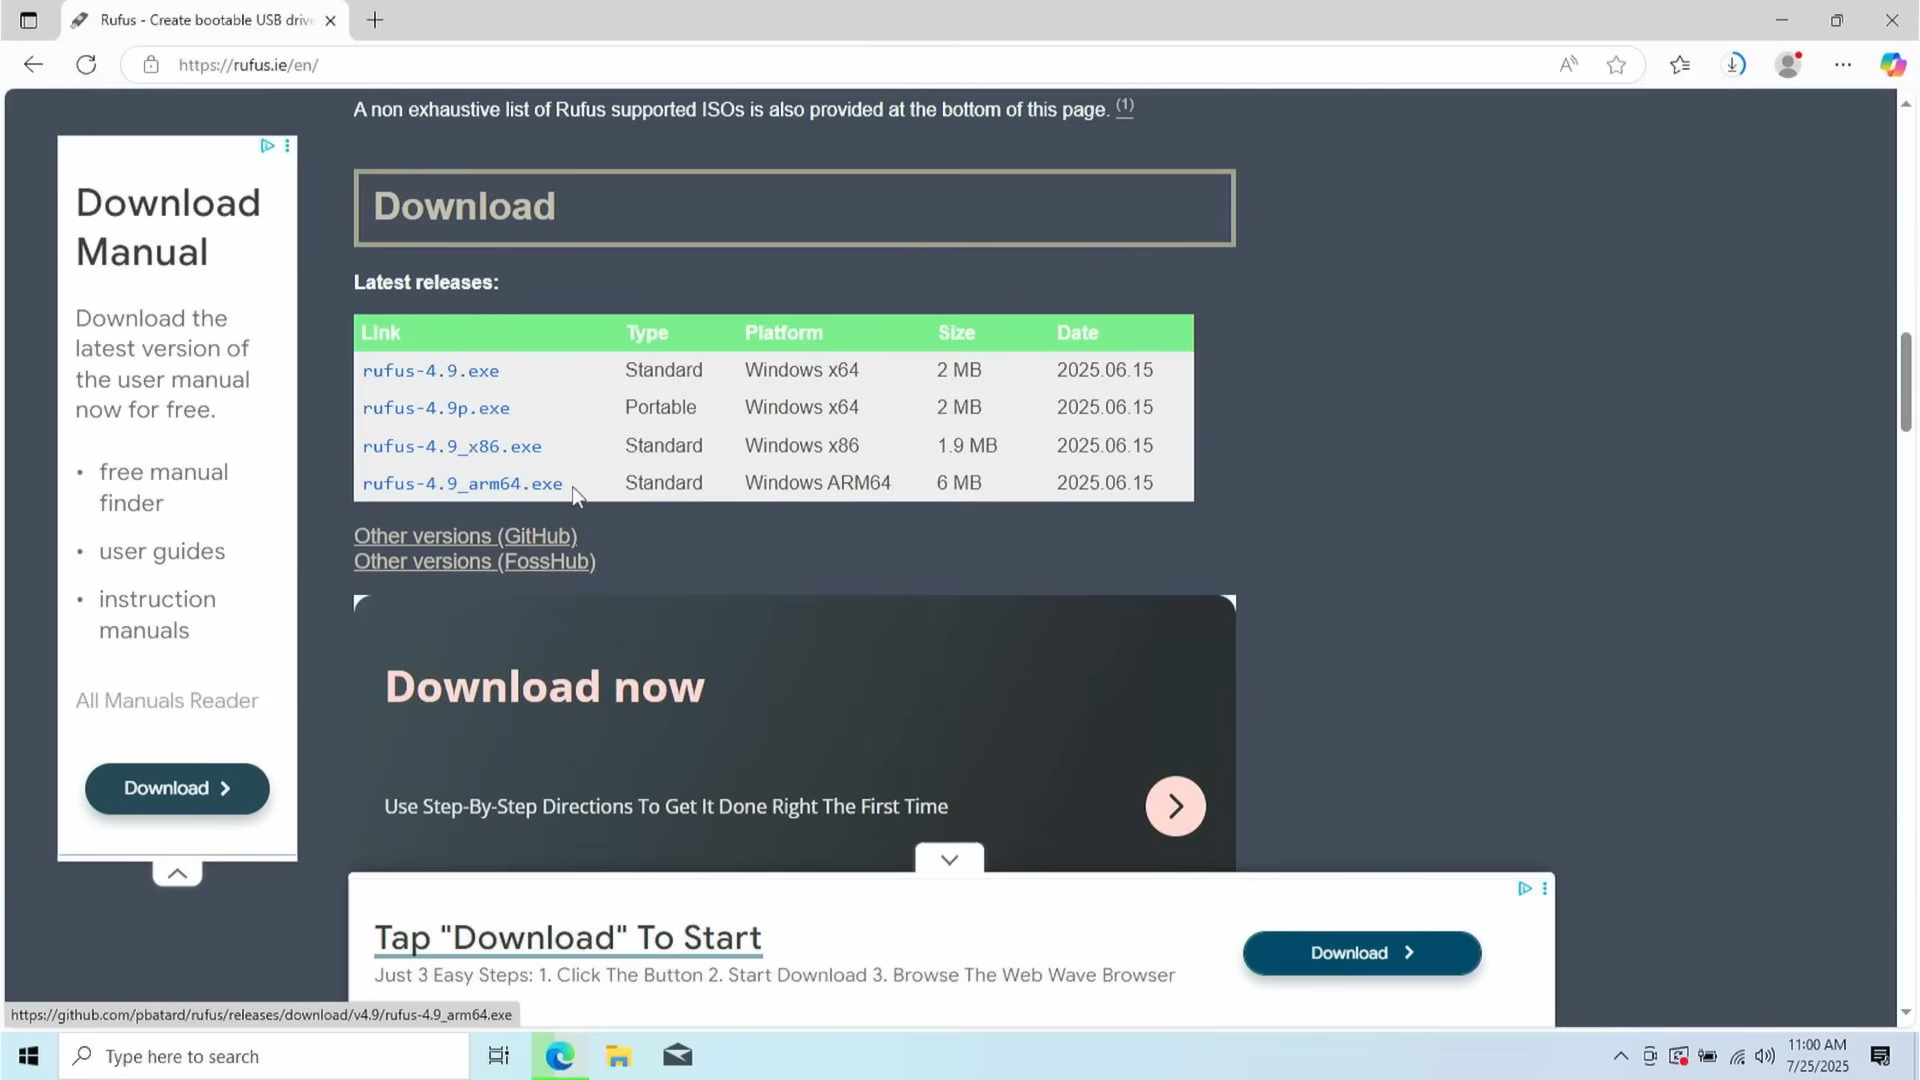 Rufus - Create bootable USB driv
https://rufus.ie/en/
A non exhaustive list of Rufus supported ISOs is also provided at the bottom of this page. (1)
Download
Manual
Download the
latest version of
the user manual
now for free.
• free manual
finder
• user guides
• instruction
manuals
All Manuals Reader
Download
Download
Latest releases:
Link Type Platform Size Date
rufus-4.9.exe Standard Windows x64 2 MB 2025.06.15
rufus-4.9p.exe Portable Windows x64 2 MB 2025.06.15
rufus-4.9_x86.exe Standard Windows x86 1.9 MB 2025.06.15
rufus-4.9_arm64.exe Standard Windows ARM64 6 MB 2025.06.15
Other versions (GitHub)
Other versions (FossHub)
Download now
Use Step-By-Step Directions To Get It Done Right The First Time
Tap "Download" To Start
Just 3 Easy Steps: 1. Click The Button 2. Start Download 3. Browse The Web Wave Browser
Download
https://github.com/pbatard/rufus/releases/download/v4.9/rufus-4.9_arm64.exe
Type here to search
11:00 AM
7/25/2025